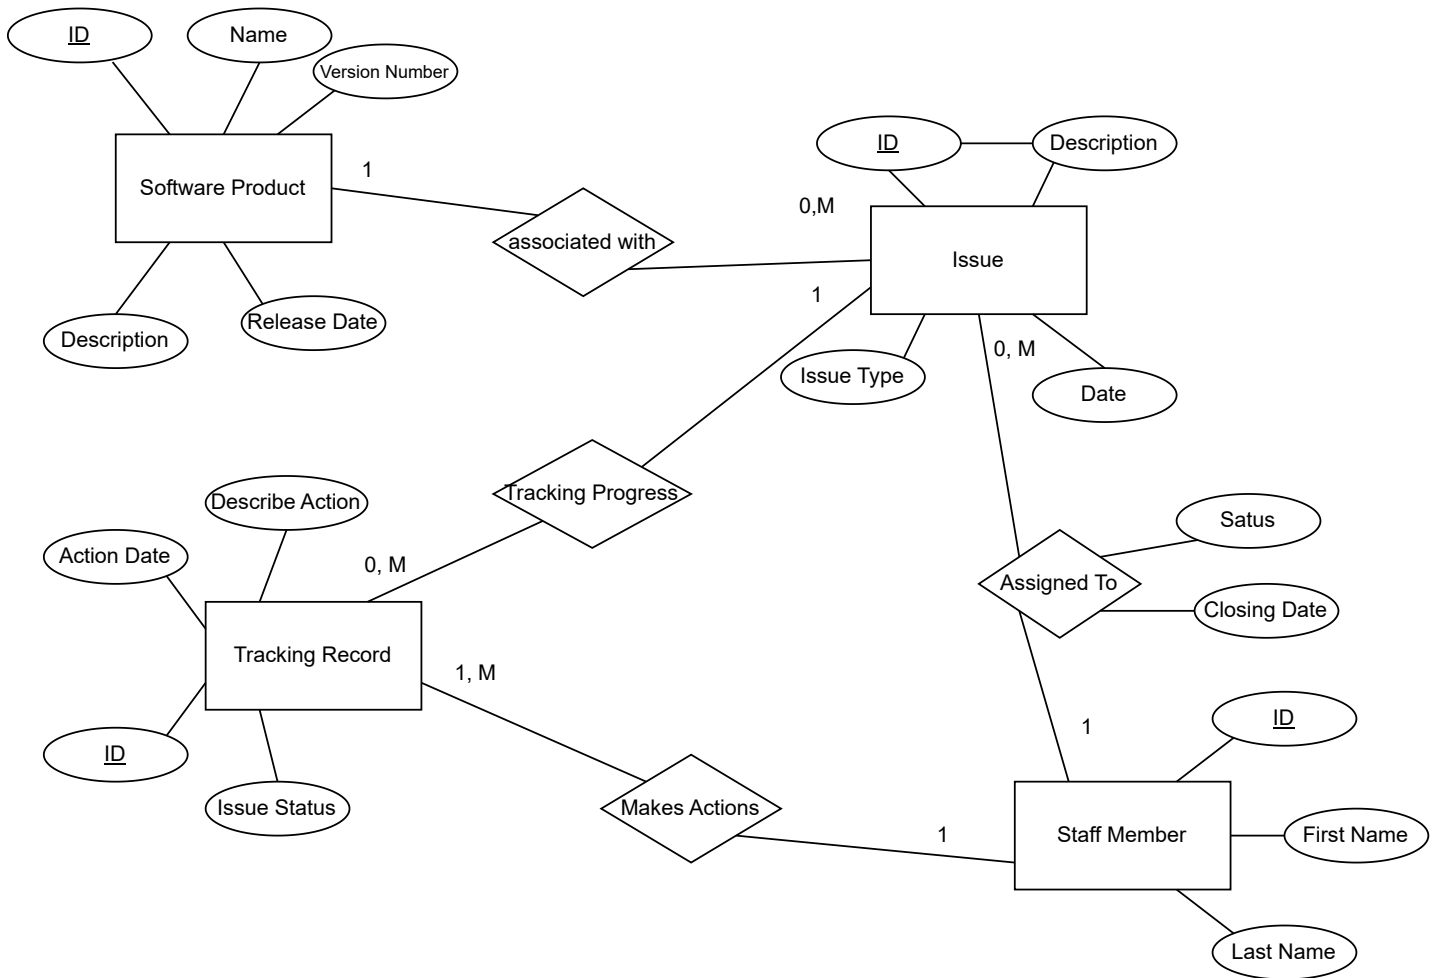 ID
Name
Version Number
Software Product
1
Description
Release Date
associated with
0,M
ID
Description
Issue
1
Issue Type
0, M
Date
Tracking Progress
0, M
Describe Action
Action Date
Tracking Record
ID
Issue Status
1, M
Makes Actions
1
Satus
Assigned To
Closing Date
1
ID
Staff Member
First Name
Last Name